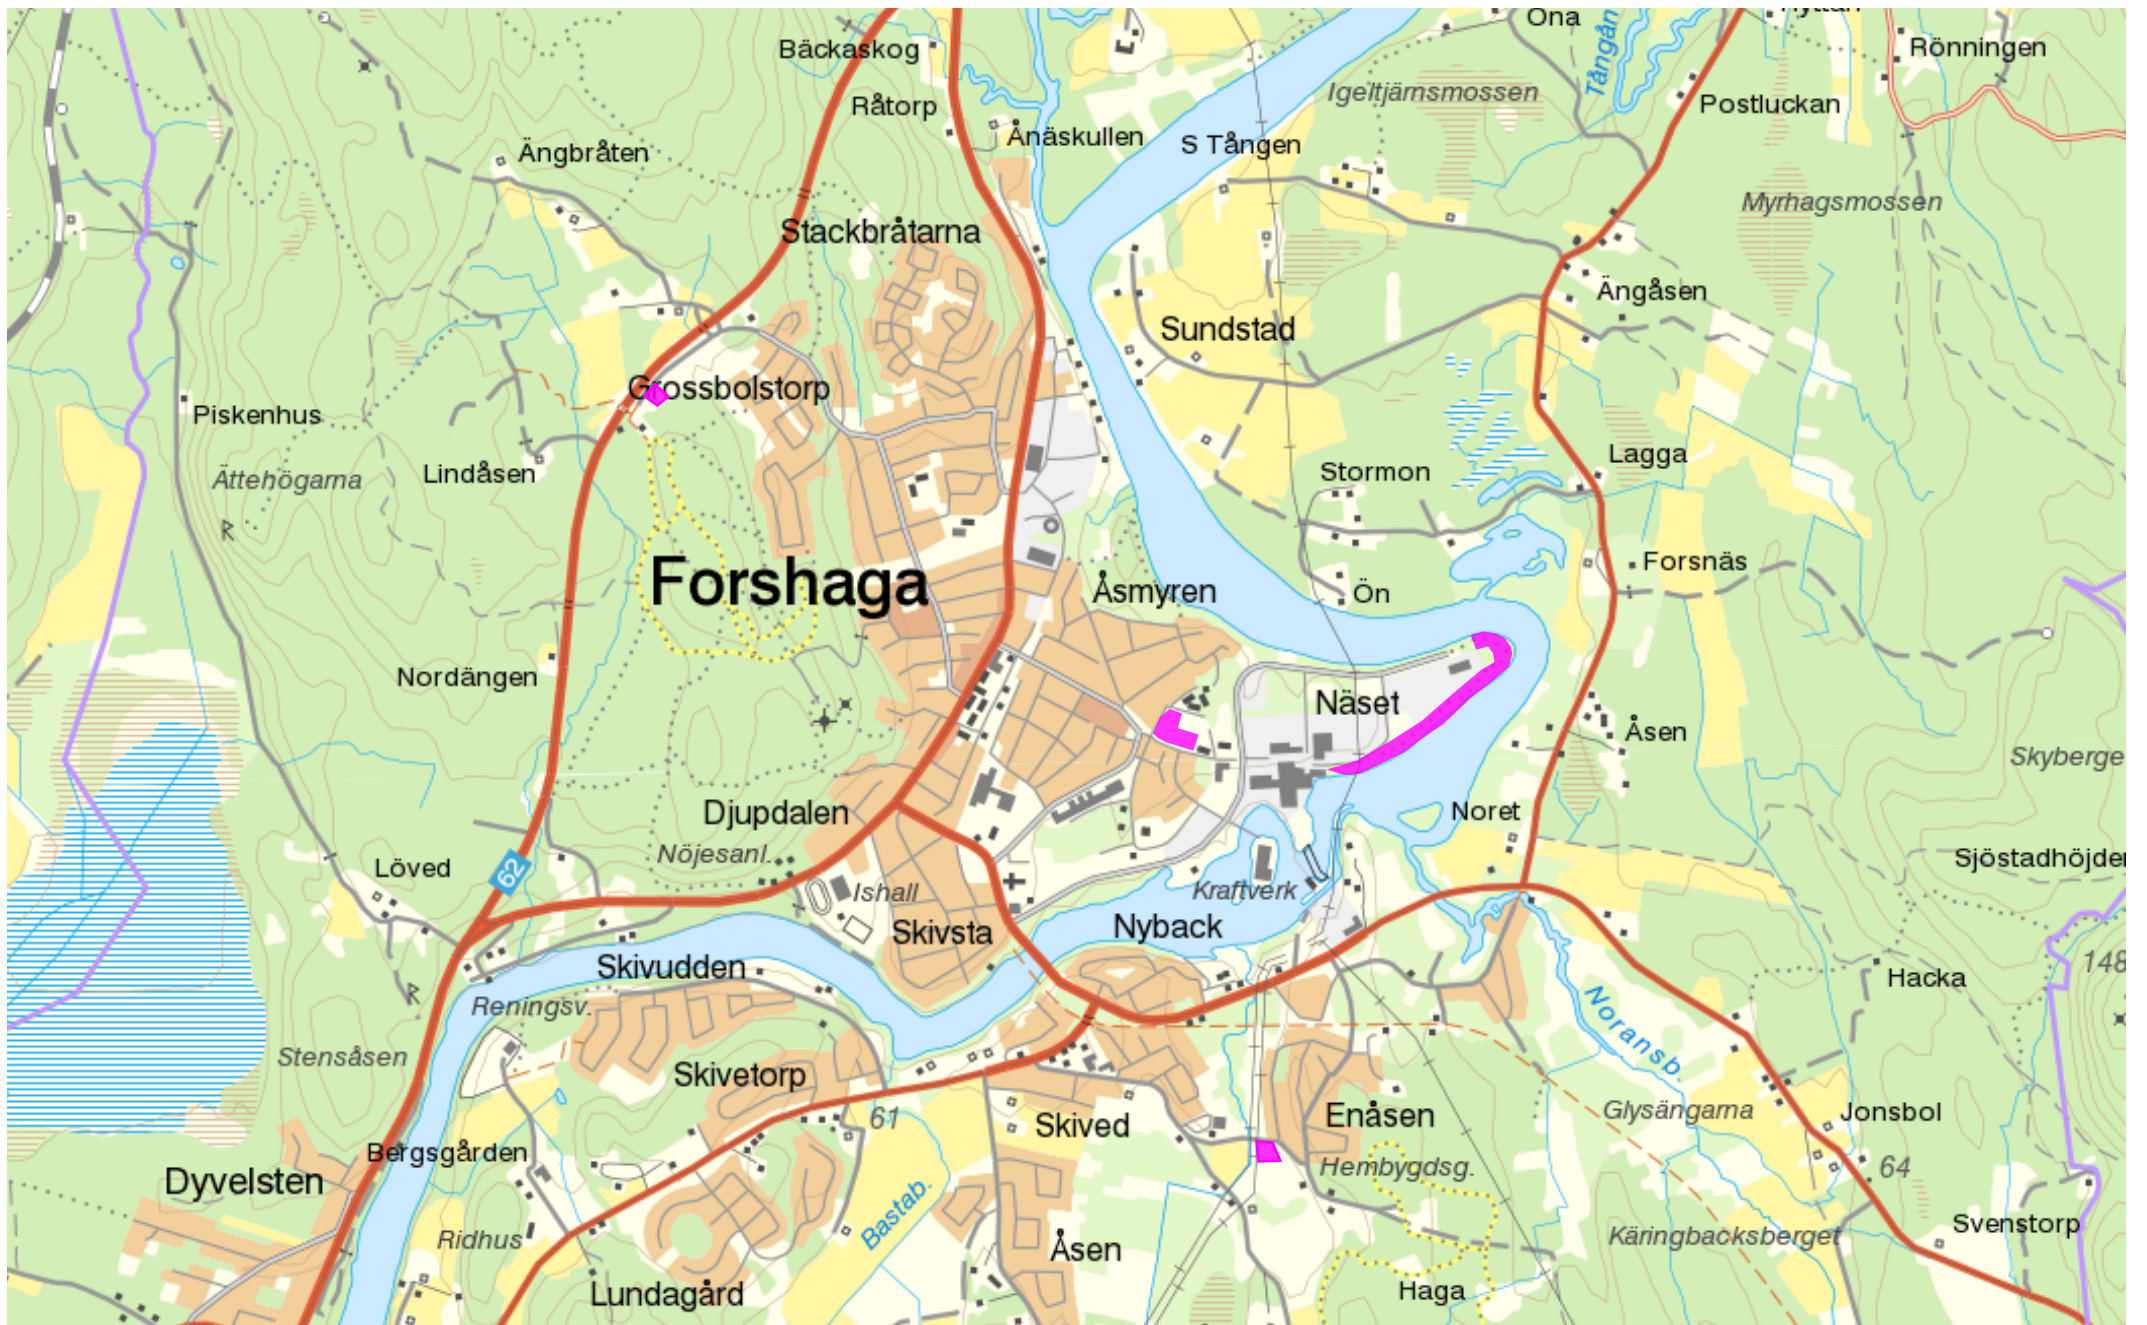 Ona
Bäckaskog
Rönningen
Tångån
Igeltjärnsmossen
Postluckan
Råtorp
Ånäskullen
S Tången
Ängbråten
Myrhagsmossen
Stackbråtarna
Ängåsen
Sundstad
Grossbolstorp
Piskenhus
Lagga
Stormon
Lindåsen
Ättehögarna
R
Forsnäs
Forshaga
Åsmyren
Ön
Nordängen
Näset
Åsen
Skyberge
Djupdalen
Noret
Nöjesanl.
Sjöstadhöjder
Löved
62
Ishall
Kraftverk
Skivsta
Nyback
Skivudden
148
Hacka
R
Reningsv.
Noransb.
Stensåsen
Skivetorp
61
Skived
Enåsen
Glysängarna
Jonsbol
Bergsgården
Dyvelsten
Hembygdsg.
64
Bastab.
Svenstorp
Ridhus
Åsen
Käringbacksberget
Lundagård
Haga